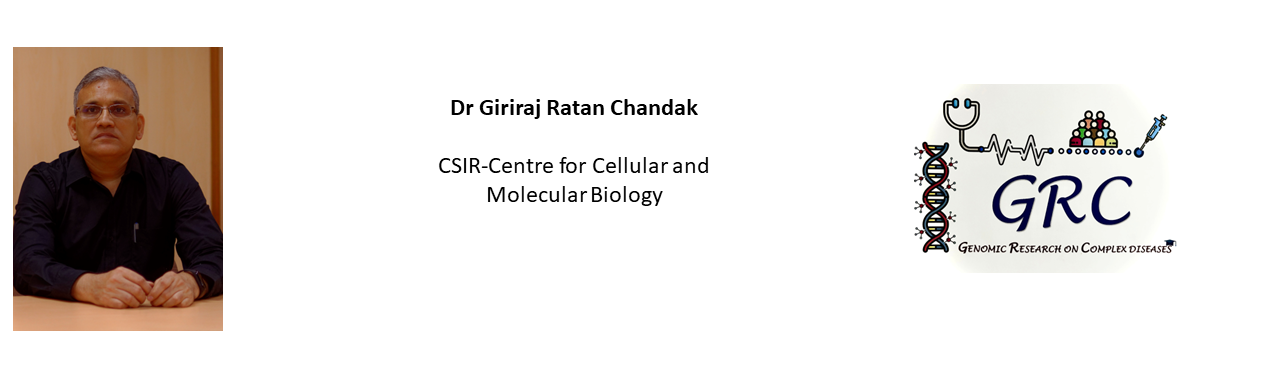 Dr Giriraj Ratan Chandak
CSIR-Centre for Cellular and
Molecular Biology
GRC
GENOMIC RESEARCH ON COMPLEX DISEASES